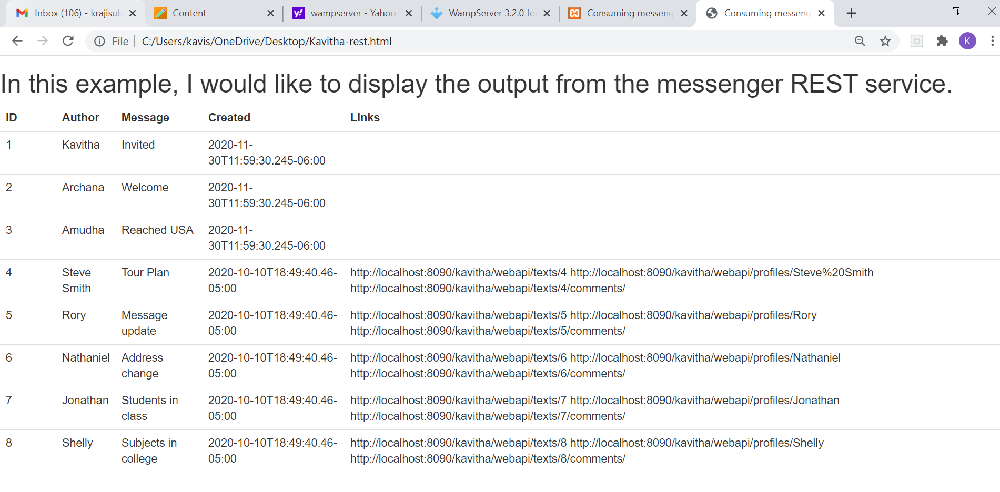 Inbox (106) - krajisub
Content
wampserver - Yahoo
WampServer 3.2.0 fo
Consuming messeng
Consuming messeng
File C:/Users/kavis/OneDrive/Desktop/Kavitha-rest.html
K
In this example, I would like to display the output from the messenger REST service.
ID Author Message Created Links
1 Kavitha Invited 2020-11-
30T11:59:30.245-06:00
2 Archana Welcome 2020-11-
30T11:59:30.245-06:00
3 Amudha Reached USA 2020-11-
30T11:59:30.245-06:00
4 Steve Tour Plan 2020-10-10T18:49:40.46- http://localhost:8090/kavitha/webapi/texts/4 http://localhost:8090/kavitha/webapi/profiles/Steve%20Smith
Smith 05:00 http://localhost:8090/kavitha/webapi/texts/4/comments/
5 Rory Message 2020-10-10T18:49:40.46- http://localhost:8090/kavitha/webapi/texts/5 http://localhost:8090/kavitha/webapi/profiles/Rory
update 05:00 http://localhost:8090/kavitha/webapi/texts/5/comments/
6 Nathaniel Address 2020-10-10T18:49:40.46- http://localhost:8090/kavitha/webapi/texts/6 http://localhost:8090/kavitha/webapi/profiles/Nathaniel
change 05:00 http://localhost:8090/kavitha/webapi/texts/6/comments/
7 Jonathan Students in 2020-10-10T18:49:40.46- http://localhost:8090/kavitha/webapi/texts/7 http://localhost:8090/kavitha/webapi/profiles/Jonathan
class 05:00 http://localhost:8090/kavitha/webapi/texts/7/comments/
8 Shelly Subjects in 2020-10-10T18:49:40.46- http://localhost:8090/kavitha/webapi/texts/8 http://localhost:8090/kavitha/webapi/profiles/Shelly
college 05:00 http://localhost:8090/kavitha/webapi/texts/8/comments/